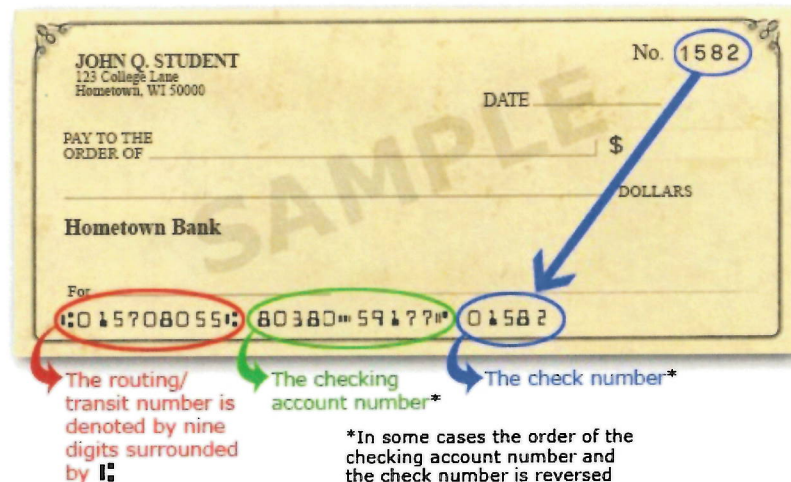 JOHN Q. STUDENT
123 College Lane
Hometown, WI 50000
No. 1582
DATE
PAY TO THE
ORDER OF
$
SAMPLE
DOLLARS
Hometown Bank
For
⑆015708055⑆ 80380⑉59177⑈ 01582
The routing/
transit number is
denoted by nine
digits surrounded
by ⑆
The checking
account number*
The check number*
*In some cases the order of the
checking account number and
the check number is reversed